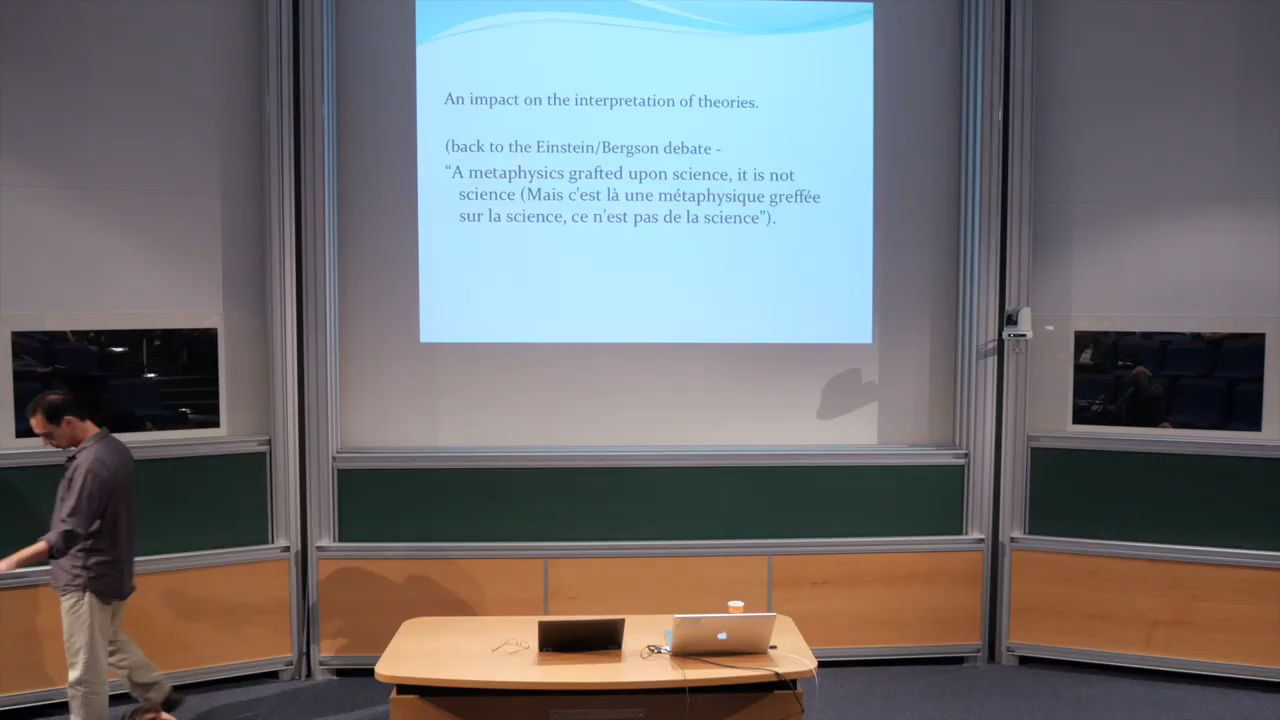 An impact on the interpretation of theories.
(back to the Einstein/Bergson debate -
“A metaphysics grafted upon science, it is not
science (Mais c'est là une métaphysique greffée
sur la science, ce n'est pas de la science”).